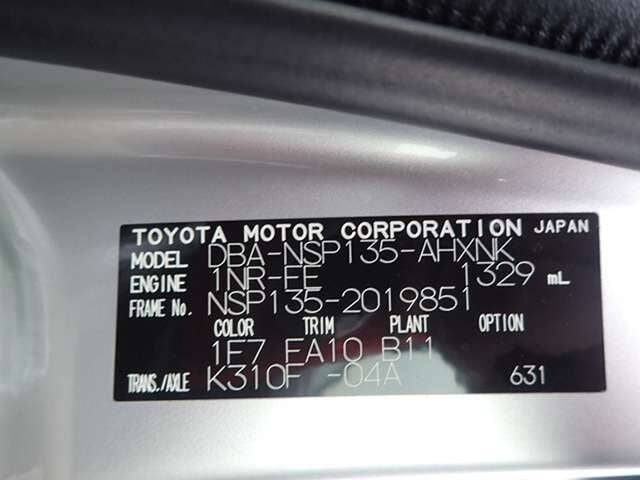 TOYOTA MOTOR CORPORATION JAPAN
MODEL DBA-NSP135-AHXNK
ENGINE 1NR-FE 1329 mL
FRAME No. NSP135-2019851
COLOR TRIM PLANT OPTION
1F7 FA10 B11
TRANS./AXLE K310F -04A 631